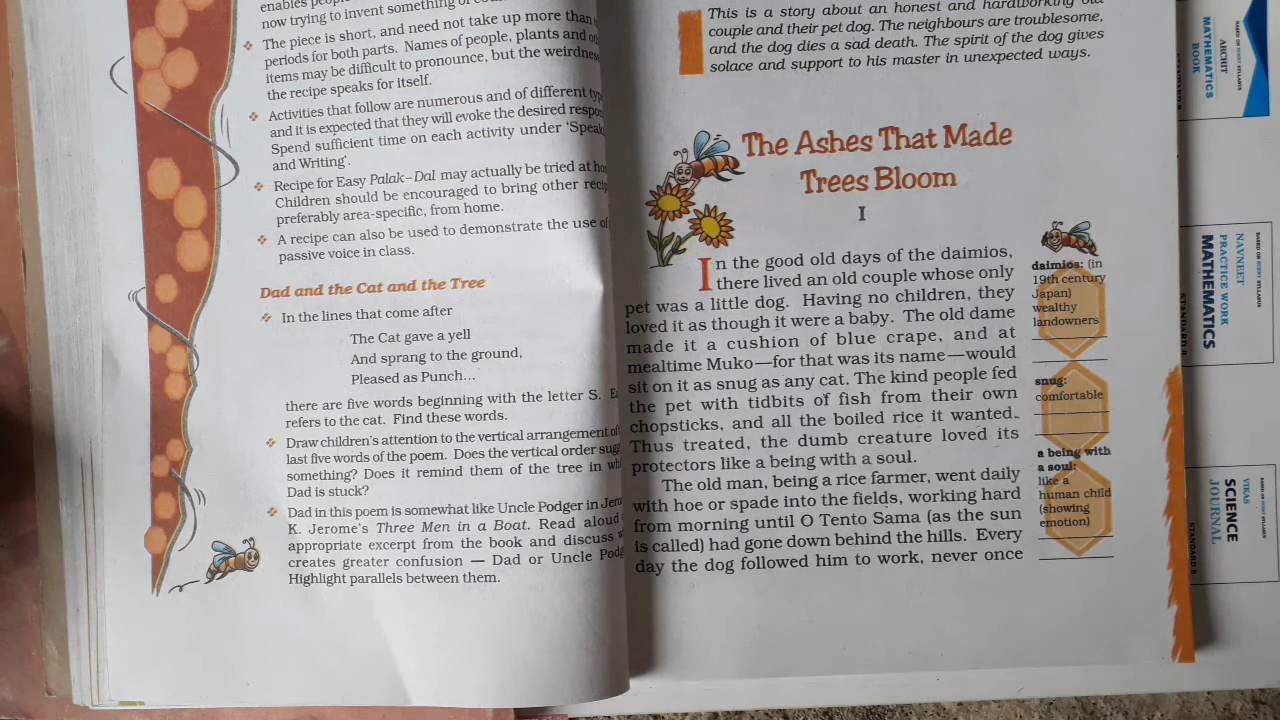 enables people
now trying to invent something of
❖ The piece is short, and need not take up more than
periods for both parts. Names of people, plants and
items may be difficult to pronounce, but the weirdness
the recipe speaks for itself.
❖ Activities that follow are numerous and of different
and it is expected that they will evoke the desired
Spend sufficient time on each activity under ‘Speak
and Writing’.
❖ Recipe for Easy Palak–Dal may actually be tried at
Children should be encouraged to bring other
preferably area-specific, from home.
❖ A recipe can also be used to demonstrate the use of
passive voice in class.
Dad and the Cat and the Tree
❖ In the lines that come after
The Cat gave a yell
And sprang to the ground,
Pleased as Punch...
there are five words beginning with the letter S.
refers to the cat. Find these words.
❖ Draw children's attention to the vertical arrangement
last five words of the poem. Does the vertical order
something? Does it remind them of the tree in
Dad is stuck?
❖ Dad in this poem is somewhat like Uncle Podger in
K. Jerome's Three Men in a Boat. Read aloud
appropriate excerpt from the book and discuss
creates greater confusion — Dad or Uncle
Highlight parallels between them.
This is a story about an honest and hardworking old
couple and their pet dog. The neighbours are troublesome,
and the dog dies a sad death. The spirit of the dog gives
solace and support to his master in unexpected ways.
The Ashes That Made
Trees Bloom
I
In the good old days of the daimios,
there lived an old couple whose only
pet was a little dog. Having no children, they
loved it as though it were a baby. The old dame
made it a cushion of blue crape, and at
mealtime Muko—for that was its name—would
sit on it as snug as any cat. The kind people fed
the pet with tidbits of fish from their own
chopsticks, and all the boiled rice it wanted.
Thus treated, the dumb creature loved its
protectors like a being with a soul.
The old man, being a rice farmer, went daily
with hoe or spade into the fields, working hard
from morning until O Tento Sama (as the sun
is called) had gone down behind the hills. Every
day the dog followed him to work, never once
daimios: (in
19th century
Japan)
wealthy
landowners
snug:
comfortable
a being with
a soul:
like a
human child
(showing
emotion)
ARCHIT
MATHEMATICS
BOOK
STANDARD 8
NAVNEET
PRACTICE WORK
MATHEMATICS
STANDARD 8
VIKAS
SCIENCE
JOURNAL
STANDARD 8